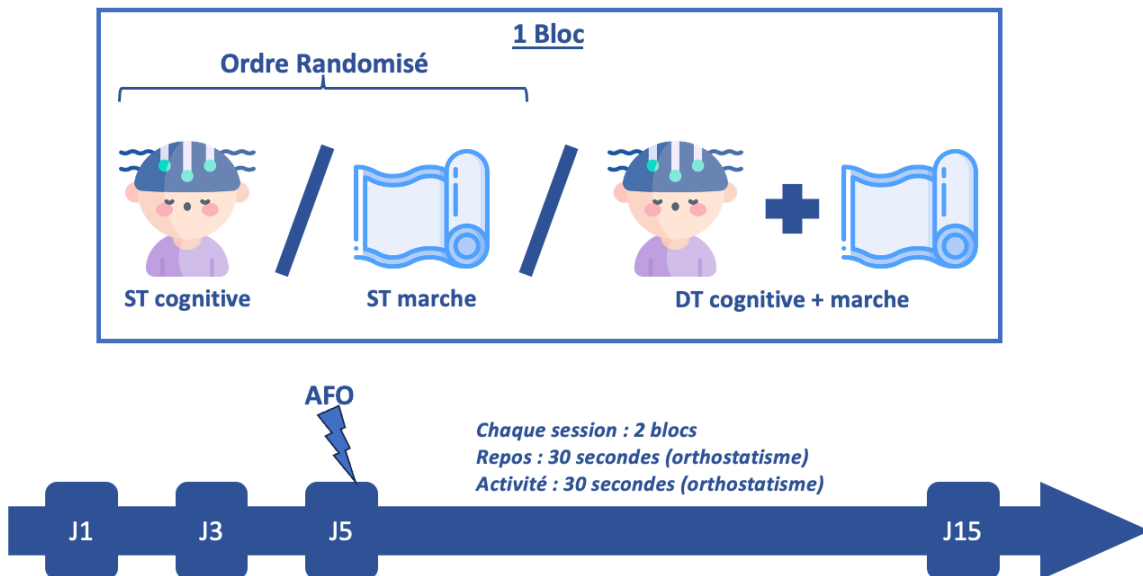 1 Bloc
Ordre Randomisé
ST cognitive
ST marche
DT cognitive + marche
AFO
Chaque session : 2 blocs
Repos : 30 secondes (orthostatisme)
Activité : 30 secondes (orthostatisme)
J1
J3
J5
J15